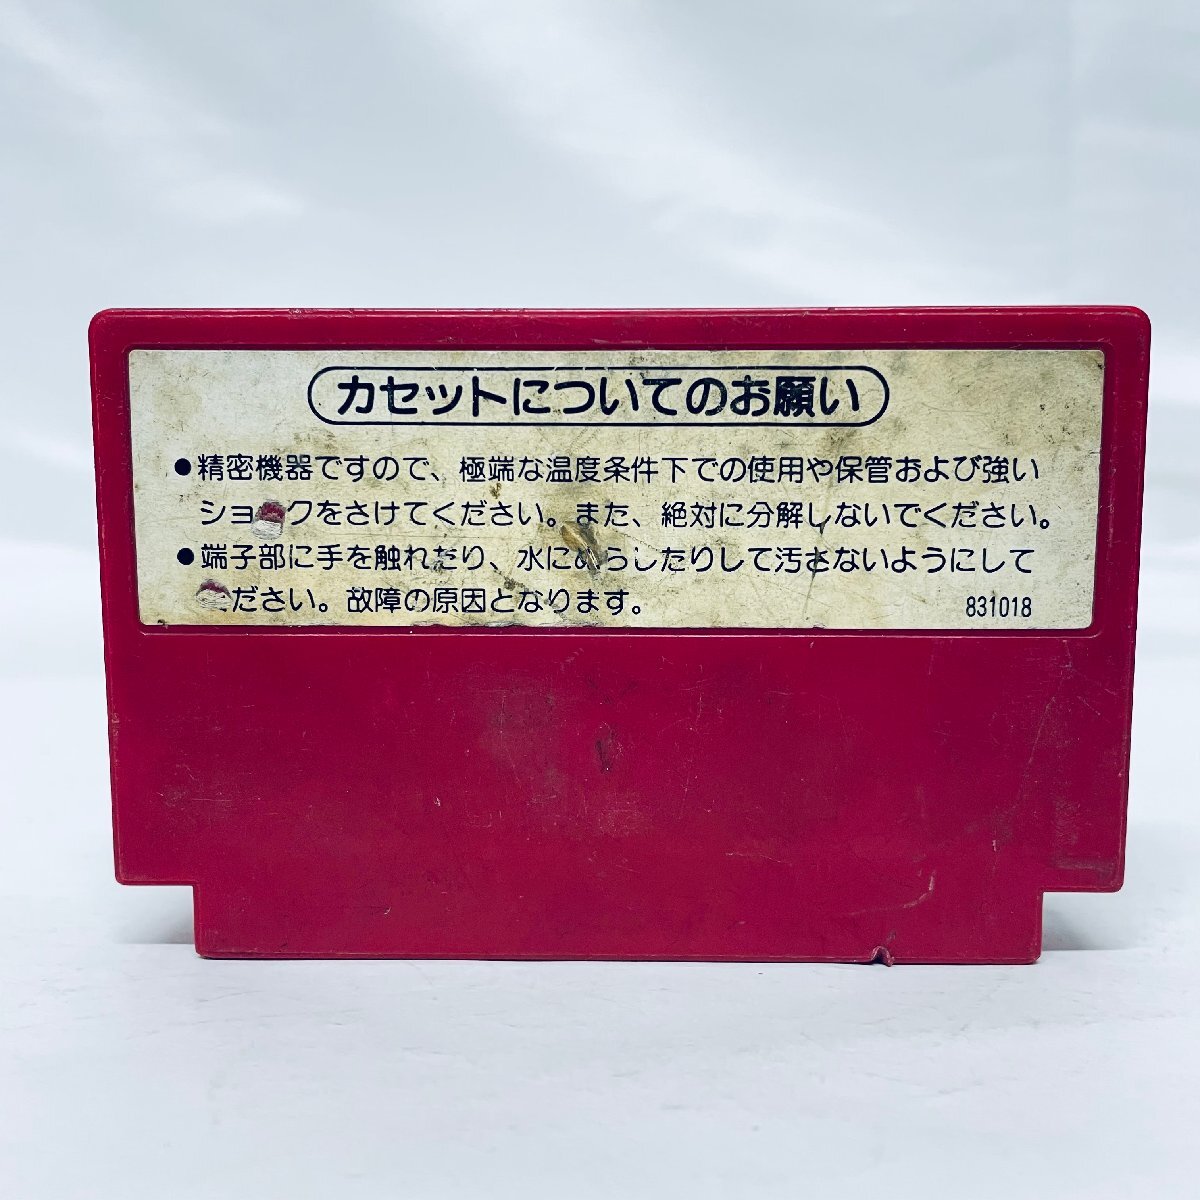 カセットについてのお願い
●精密機器ですので、極端な温度条件下での使用や保管および強い
ショックをさけてください。また、絶対に分解しないでください。
●端子部に手を触れたり、水にぬらしたりして汚さないようにして
ください。故障の原因となります。
831018